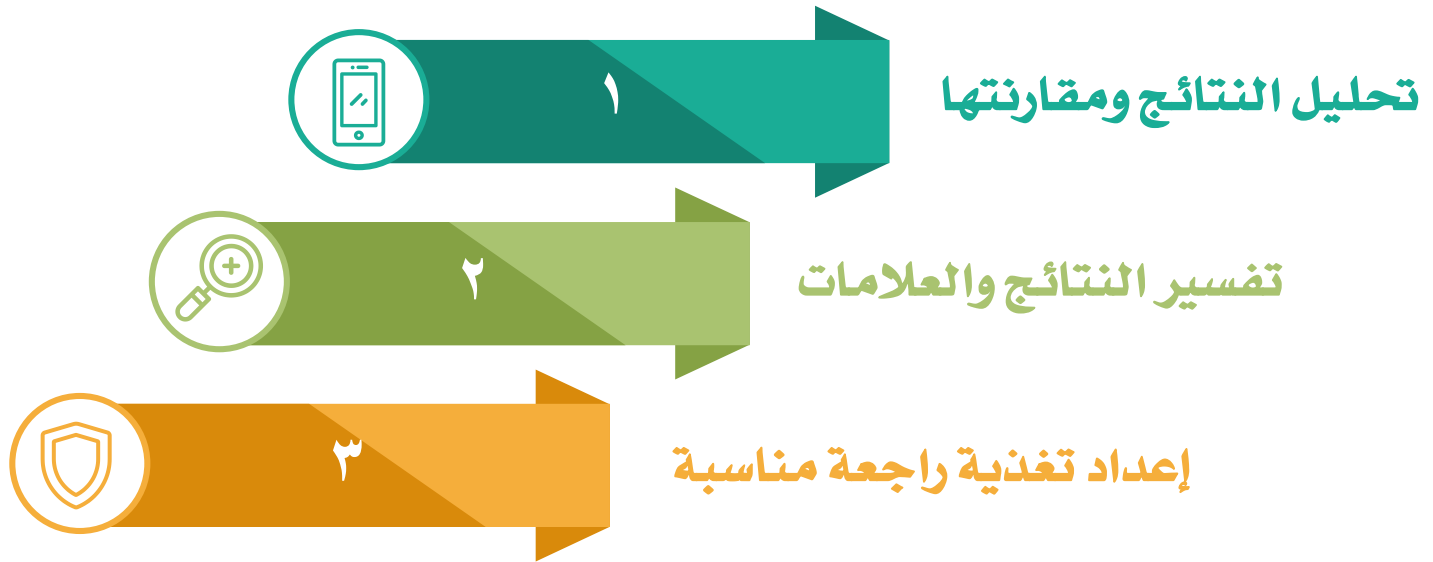 تحليل النتائج ومقارنتها
١
تفسير النتائج والعلامات
٢
إعداد تغذية راجعة مناسبة
٣